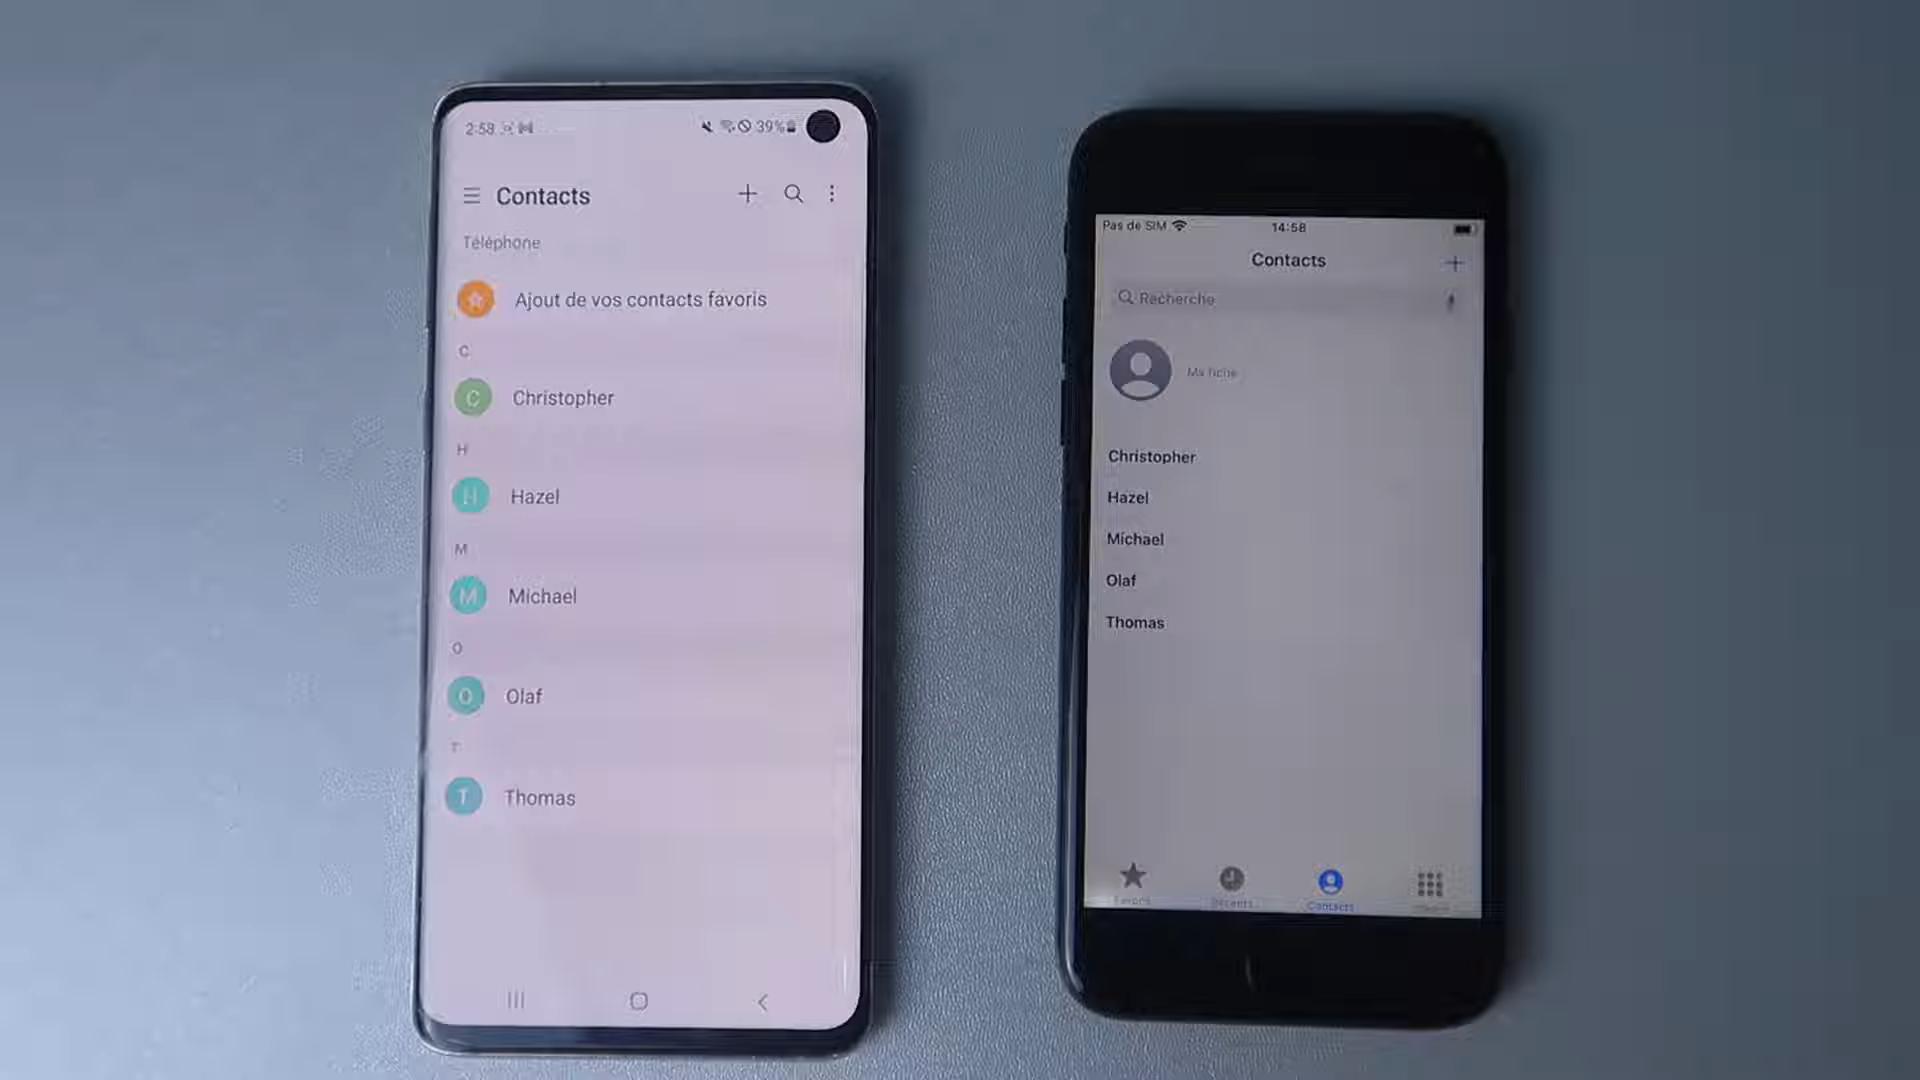 2:58
39%
Contacts
Téléphone
Ajout de vos contacts favoris
C
C Christopher
H
H Hazel
M
M Michael
O
O Olaf
T
T Thomas
Pas de SIM
14:58
Contacts
Recherche
Ma fiche
Christopher
Hazel
Michael
Olaf
Thomas
Favoris
Récents
Contacts